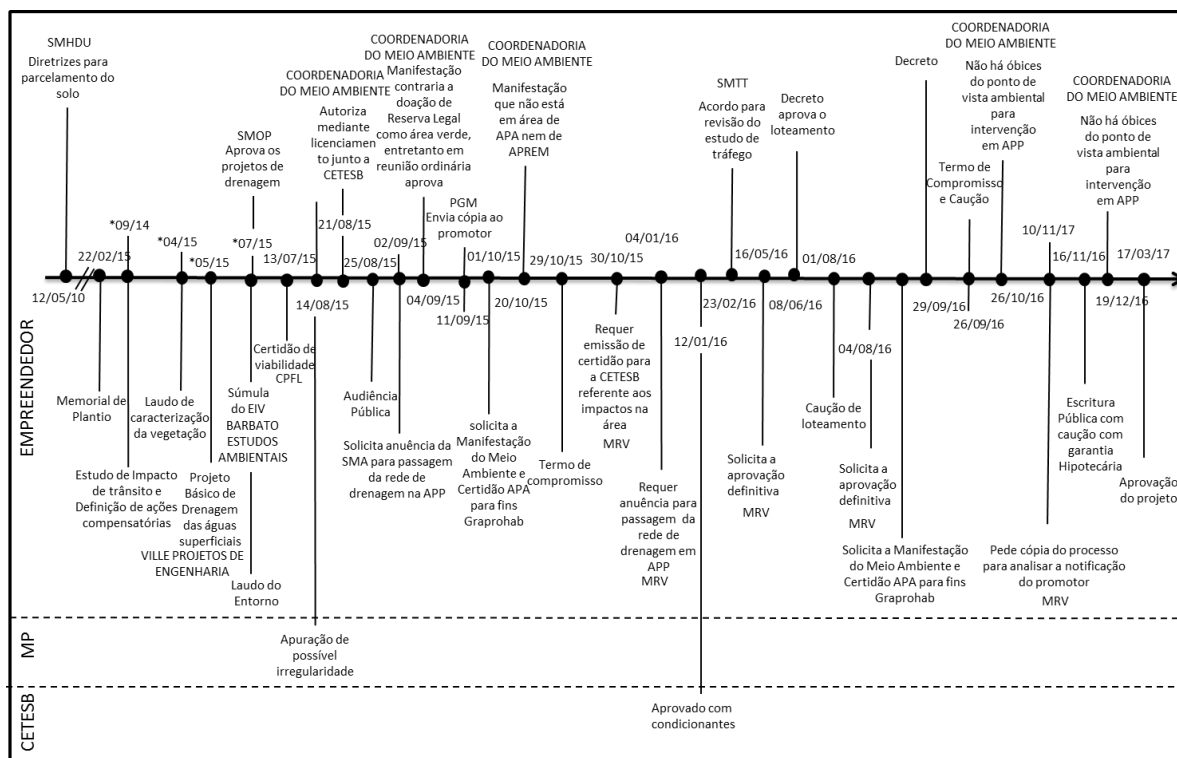 SMHDU
Diretrizes para
parcelamento do
solo
SMOP
Aprova os
projetos de
drenagem
COORDENADORIA
DO MEIO AMBIENTE
Autoriza
mediante
licenciamen
to junto a
CETESB
COORDENADORIA
DO MEIO AMBIENTE
Manifestação
contraria a
doação de
Reserva Legal
como área verde,
entretanto em
reunião ordinária
aprova
PGM
Envia cópia ao
promotor
COORDENADORIA
DO MEIO AMBIENTE
Manifestação
que não está
em área de
APA nem de
APREM
SMTT
Acordo para
revisão do
estudo de
tráfego
Decreto
aprova o
loteamento
Decreto
Termo de
Compromisso
e Caução
COORDENADORIA
DO MEIO AMBIENTE
Não há óbices
do ponto de
vista ambiental
para
intervenção
em APP
COORDENADORIA
DO MEIO AMBIENTE
Não há óbices
do ponto de
vista ambiental
para
intervenção
em APP
12/05/10
22/02/15
*09/14
*04/15
*05/15
*07/15
13/07/15
14/08/15
21/08/15
25/08/15
02/09/15
04/09/15
11/09/15
01/10/15
20/10/15
29/10/15
30/10/15
04/01/16
12/01/16
23/02/16
16/05/16
08/06/16
01/08/16
04/08/16
29/09/16
26/09/16
26/10/16
10/11/17
16/11/16
19/12/16
17/03/17
EMPREENDEDOR
Memorial de
Plantio
Estudo de Impacto
de trânsito e
Definição de ações
compensatórias
Laudo de
caracterização
da vegetação
Projeto
Básico de
Drenagem
das águas
superficiais
VILLE PROJETOS DE
ENGENHARIA
Súmula
do EIV
BARBATO
ESTUDOS
AMBIENTAIS
Laudo do
Entorno
Certidão de
viabilidade
CPFL
Audiência
Pública
Solicita anuência da
SMA para passagem
da rede de
drenagem na APP
solicita a
Manifestação
do Meio
Ambiente e
Certidão APA
para fins
Graprohab
Termo de
compromisso
Requer
emissão de
certidão para
a CETESB
referente aos
impactos na
área
MRV
Requer
anuência para
passagem da
rede de
drenagem em
APP
MRV
Solicita a
aprovação
definitiva
MRV
Caução de
loteamento
Solicita a
aprovação
definitiva
MRV
Solicita a Manifestação
do Meio Ambiente e
Certidão APA para fins
Graprohab
Pede cópia do processo
para analisar a notificação
do promotor
MRV
Escritura
Pública com
caução com
garantia
Hipotecária
Aprovação
do projeto
MP
Apuração de
possível
irregularidade
CETESB
Aprovado com
condicionantes